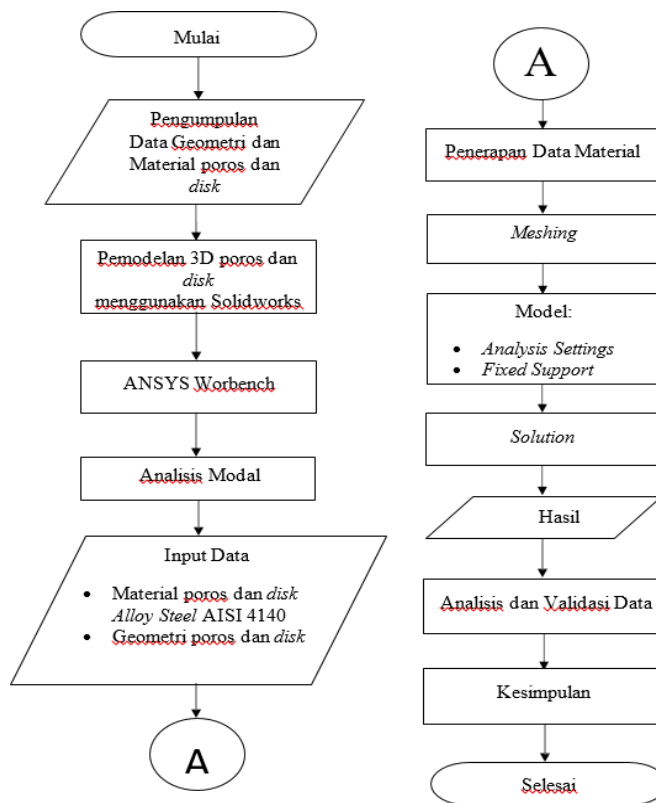 Mulai
Pengumpulan
Data Geometri dan
Material poros dan
disk
Pemodelan 3D poros dan
disk
menggunakan Solidworks
ANSYS Worbench
Analisis Modal
Input Data
• Material poros dan disk
Alloy Steel AISI 4140
• Geometri poros dan disk
A
A
Penerapan Data Material
Meshing
Model:
• Analysis Settings
• Fixed Support
Solution
Hasil
Analisis dan Validasi Data
Kesimpulan
Selesai